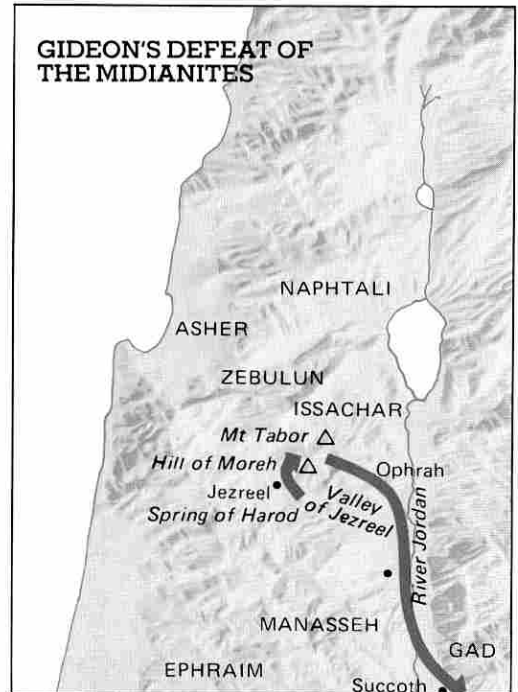 GIDEON'S DEFEAT OF
THE MIDIANITES
NAPHTALI
ASHER
ZEBULUN
ISSACHAR
Mt Tabor
Hill of Moreh
Ophrah
Jezreel
Valley
of Jezreel
Spring of Harod
River Jordan
MANASSEH
GAD
EPHRAIM
Succoth